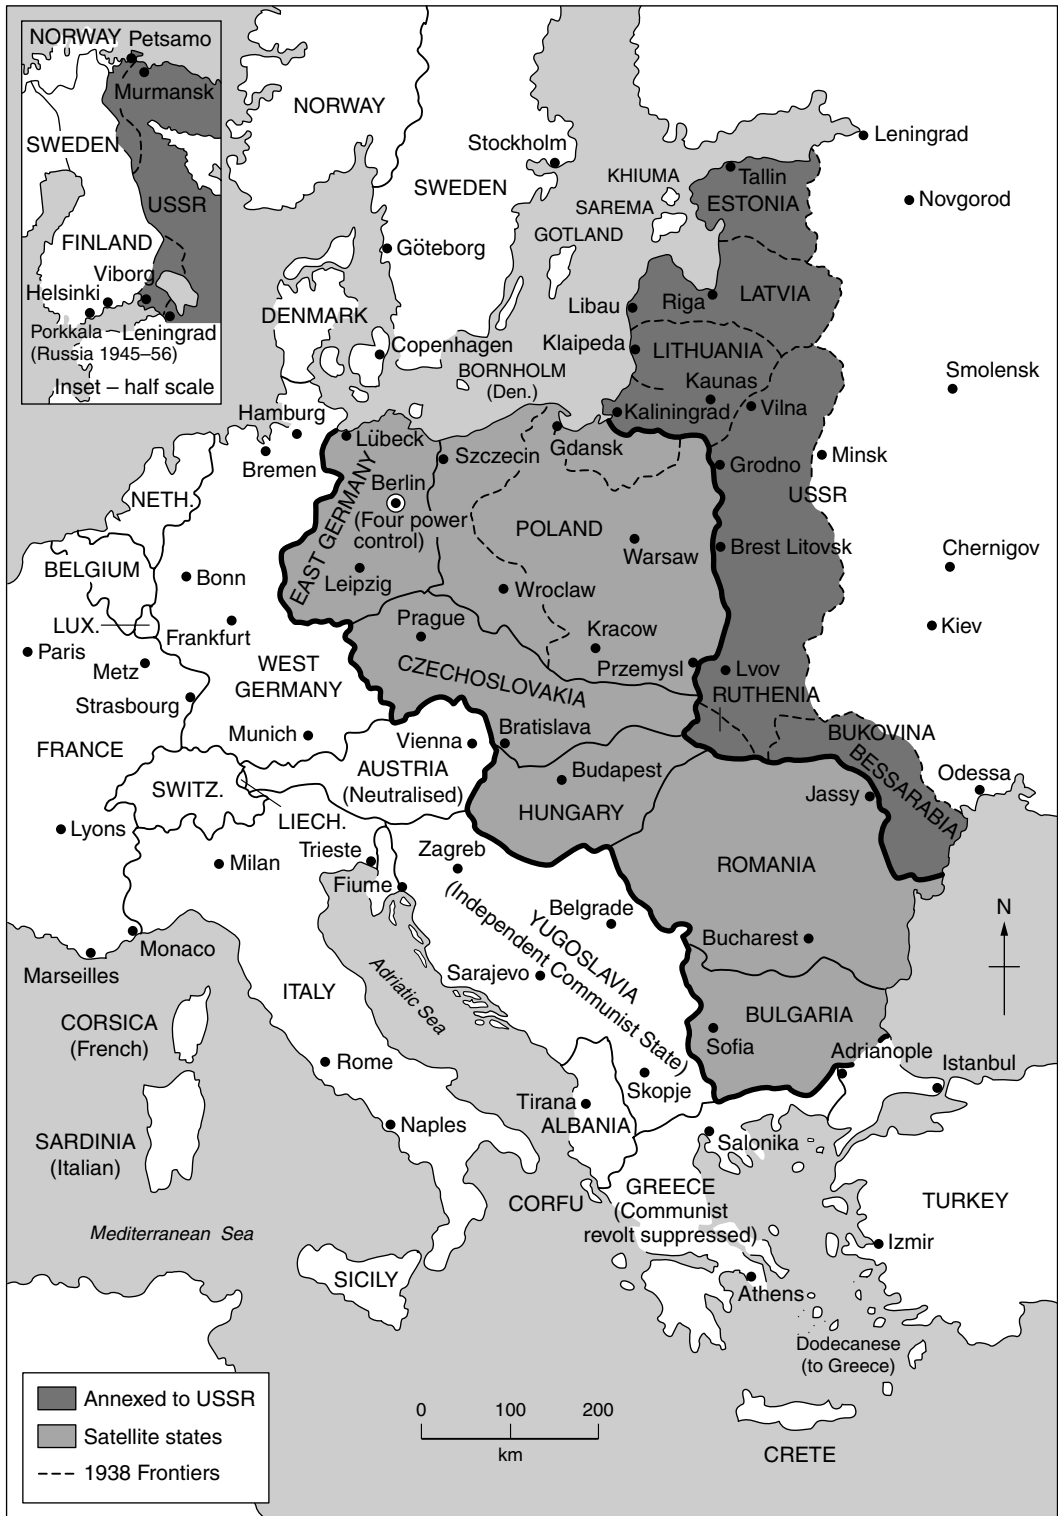 NORWAY
Petsamo
Murmansk
SWEDEN
USSR
FINLAND
Viborg
Helsinki
Porkkala
(Russia 1945–56)
Leningrad
Inset – half scale
NORWAY
Stockholm
SWEDEN
Leningrad
KHIUMA
Tallin
ESTONIA
Novgorod
SAREMA
GOTLAND
Göteborg
LATVIA
Riga
Libau
DENMARK
Copenhagen
Klaipeda
LITHUANIA
BORNHOLM
(Den.)
Kaunas
Smolensk
Kaliningrad
Vilna
Hamburg
Lübeck
Gdansk
Bremen
Szczecin
Grodno
Minsk
USSR
NETH.
Berlin
(Four power
control)
EAST GERMANY
POLAND
Warsaw
Brest Litovsk
Chernigov
BELGIUM
Bonn
Leipzig
Wroclaw
LUX.
Frankfurt
Prague
Kracow
Kiev
Paris
Metz
WEST
GERMANY
CZECHOSLOVAKIA
Przemysl
Lvov
RUTHENIA
Strasbourg
Munich
Vienna
Bratislava
BUKOVINA
BESSARABIA
FRANCE
SWITZ.
AUSTRIA
(Neutralised)
Budapest
HUNGARY
Jassy
Odessa
LIECH.
Lyons
Milan
Trieste
Zagreb
ROMANIA
Fiume
YUGOSLAVIA
(Independent Communist State)
Belgrade
Bucharest
N
Monaco
Marseilles
ITALY
Adriatic Sea
Sarajevo
CORSICA
(French)
BULGARIA
Sofia
Adrianople
Istanbul
Rome
Skopje
Tirana
ALBANIA
Naples
SARDINIA
(Italian)
Salonika
CORFU
GREECE
(Communist
revolt suppressed)
TURKEY
Mediterranean Sea
Izmir
SICILY
Athens
Dodecanese
(to Greece)
Annexed to USSR
Satellite states
1938 Frontiers
0 100 200
km
CRETE